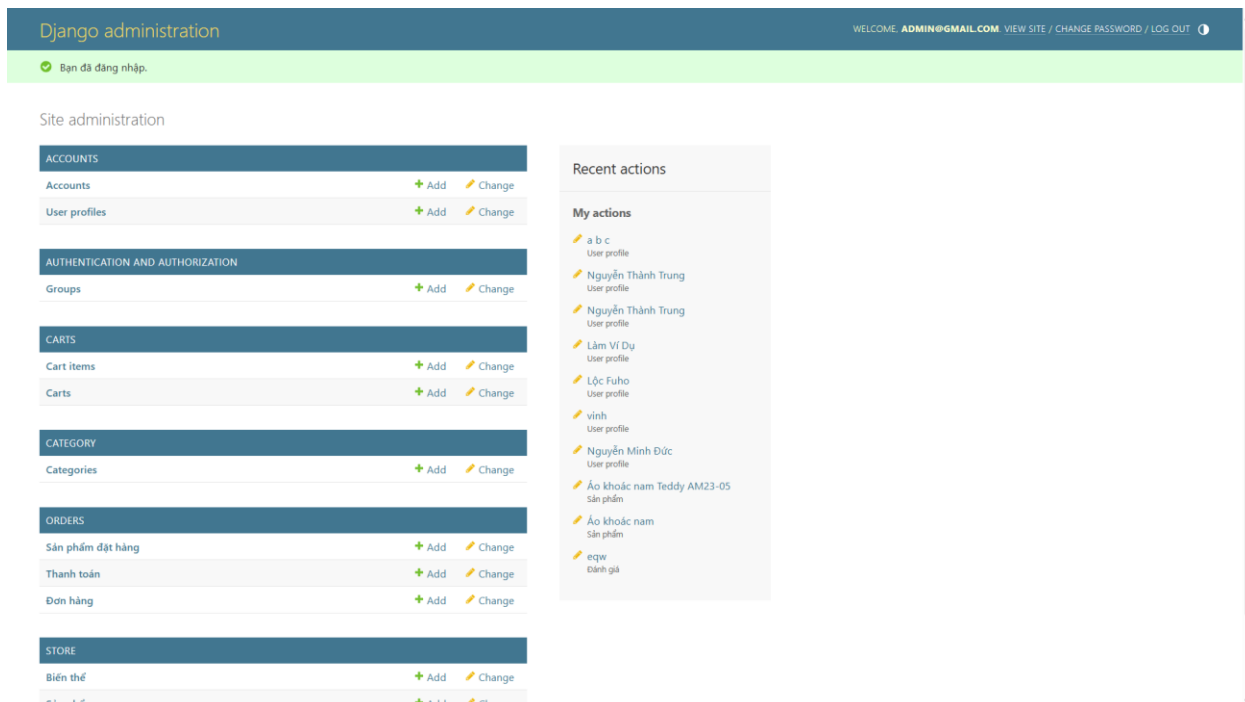 Django administration
WELCOME, ADMIN@GMAIL.COM. VIEW SITE / CHANGE PASSWORD / LOG OUT
Bạn đã đăng nhập.
Site administration
ACCOUNTS
Accounts Add Change
User profiles Add Change
AUTHENTICATION AND AUTHORIZATION
Groups Add Change
CARTS
Cart items Add Change
Carts Add Change
CATEGORY
Categories Add Change
ORDERS
Sản phẩm đặt hàng Add Change
Thanh toán Add Change
Đơn hàng Add Change
STORE
Biến thể Add Change
Recent actions
My actions
a b c
User profile
Nguyễn Thành Trung
User profile
Nguyễn Thành Trung
User profile
Làm Ví Dụ
User profile
Lộc Fuho
User profile
vinh
User profile
Nguyễn Minh Đức
User profile
Áo khoác nam Teddy AM23-05
Sản phẩm
Áo khoác nam
Sản phẩm
eqw
Đánh giá